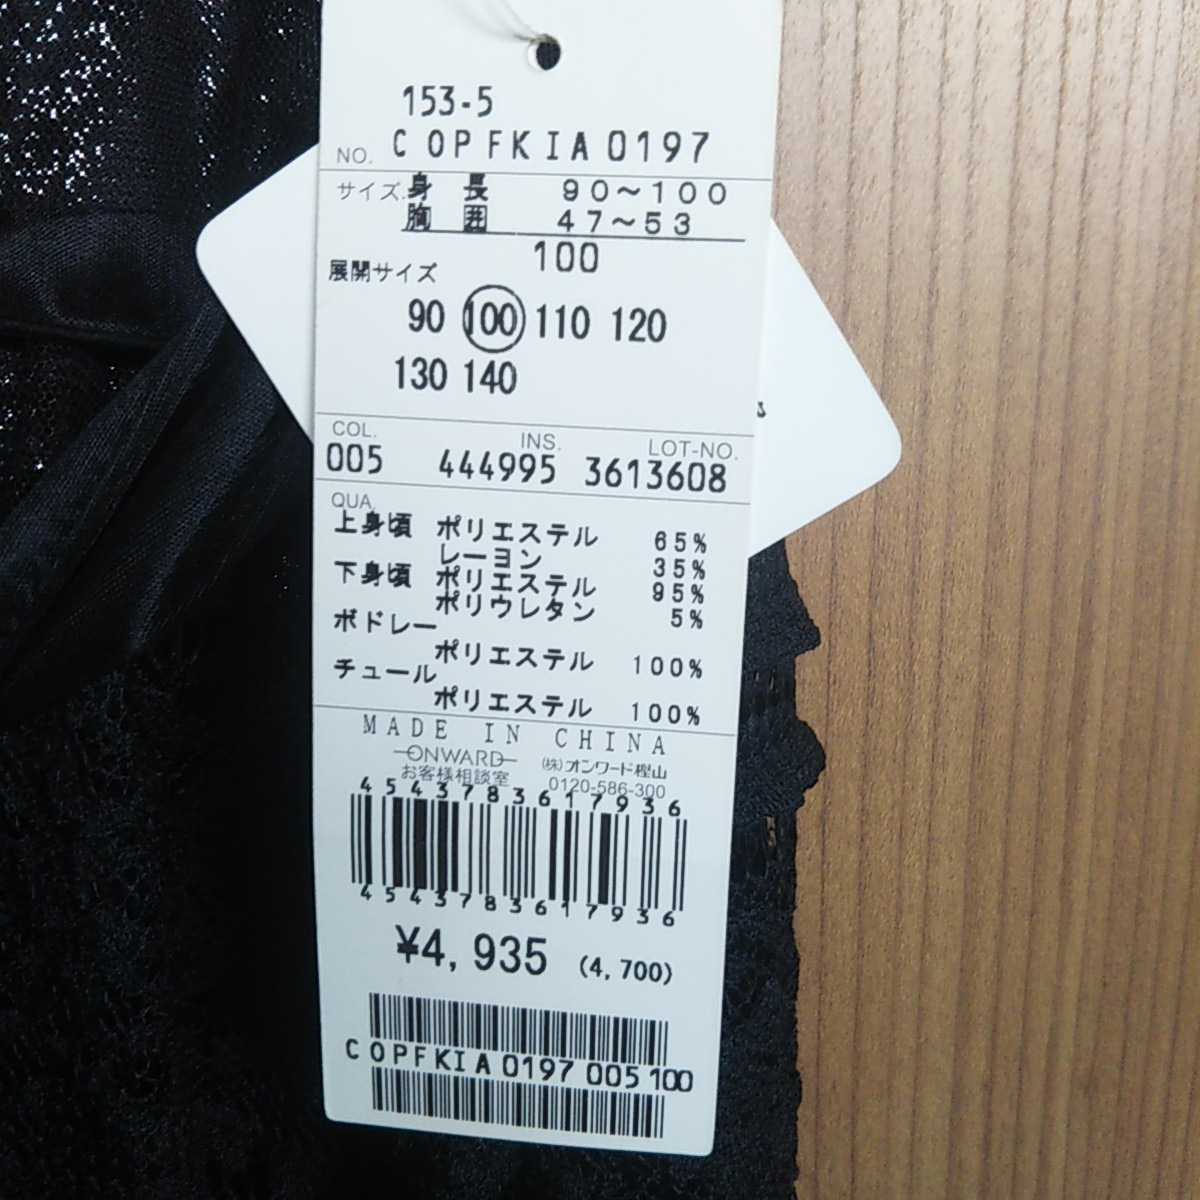 153-5
NO. COPFKIA0197
サイズ. 身長 90～100
胸囲 47～53
100
展開サイズ
90 100 110 120
130 140
COL. INS. LOT-NO.
005 444995 3613608
QUA.
上身頃 ポリエステル 65%
レーヨン 35%
下身頃 ポリエステル 95%
ポリウレタン 5%
ボドレー
ポリエステル 100%
チュール
ポリエステル 100%
MADE IN CHINA
ONWARD (株)オンワード樫山
お客様相談室 0120-586-300
4543783617936
4543783617936
¥4,935 (4,700)
COPFKIA0197 005 100